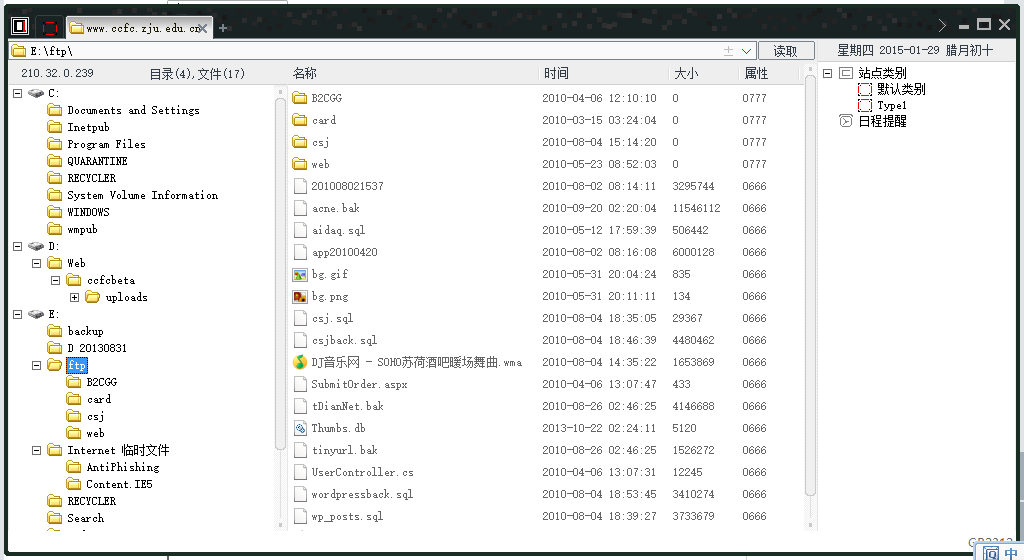 www.ccfc.zju.edu.cn
E:\ftp\
读取
星期四 2015-01-29 腊月初十
210.32.0.239 目录(4),文件(17)
名称 时间 大小 属性
C:
Documents and Settings
Inetpub
Program Files
QUARANTINE
RECYCLER
System Volume Information
WINDOWS
wmpub
D:
Web
ccfcbeta
uploads
E:
backup
D 20130831
ftp
B2CGG
card
csj
web
Internet 临时文件
AntiPhishing
Content.IE5
RECYCLER
Search
B2CGG 2010-04-06 12:10:10 0 0777
card 2010-03-15 03:24:04 0 0777
csj 2010-08-04 15:14:20 0 0777
web 2010-05-23 08:52:03 0 0777
201008021537 2010-08-02 08:14:11 3295744 0666
acne.bak 2010-09-20 02:20:04 11546112 0666
aidaq.sql 2010-05-12 17:59:39 506442 0666
app20100420 2010-08-02 08:16:08 6000128 0666
bg.gif 2010-05-31 20:04:24 835 0666
bg.png 2010-05-31 20:11:11 134 0666
csj.sql 2010-08-04 18:35:05 29367 0666
csjback.sql 2010-08-04 18:46:39 4480462 0666
DJ音乐网 - SOHO苏荷酒吧暖场舞曲.wma 2010-08-04 14:35:22 1653869 0666
SubmitOrder.aspx 2010-04-06 13:07:47 433 0666
tDianNet.bak 2010-08-26 02:46:25 4146688 0666
Thumbs.db 2013-10-22 02:24:11 5120 0666
tinyurl.bak 2010-08-26 02:46:25 1526272 0666
UserController.cs 2010-04-06 13:07:31 12245 0666
wordpressback.sql 2010-08-04 18:53:45 3410274 0666
wp_posts.sql 2010-08-04 18:39:27 3733679 0666
站点类别
默认类别
Type1
日程提醒
中